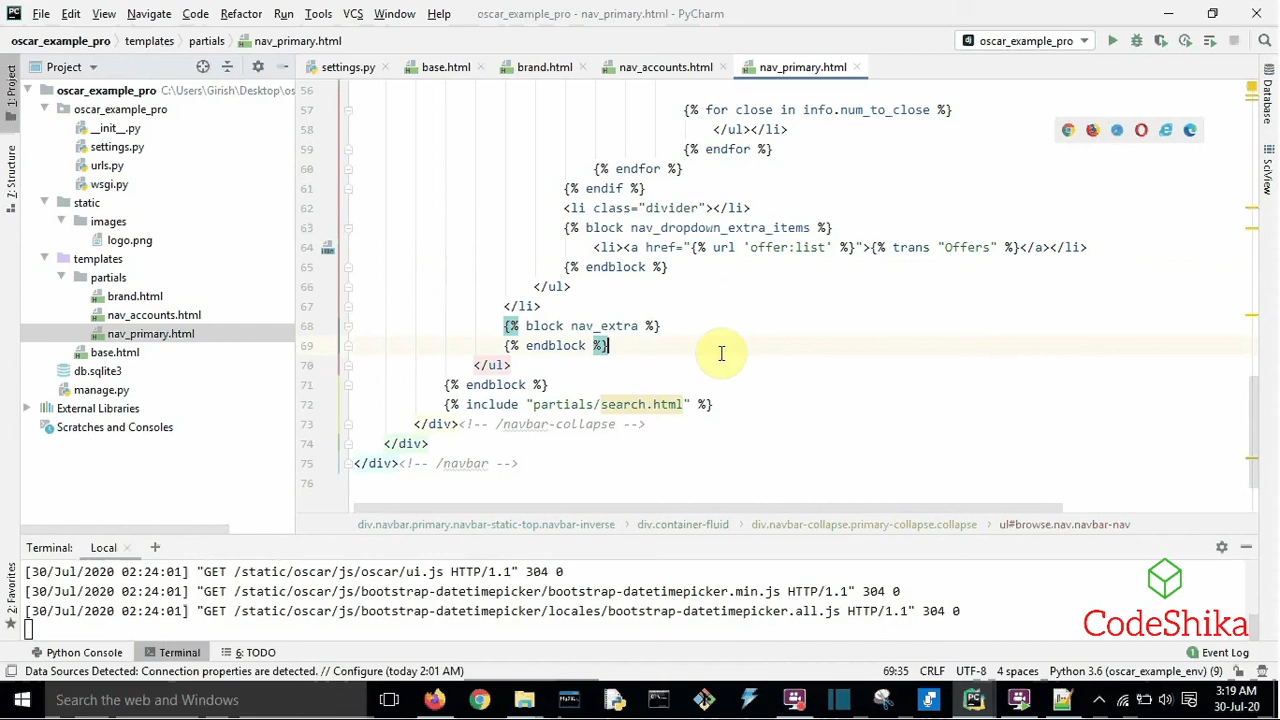 PC File Edit View Navigate Code Refactor Run Tools VCS Window Help oscar_example_pro - nav_primary.html - PyCharm
oscar_example_pro templates partials nav_primary.html oscar_example_pro
Project settings.py base.html brand.html nav_accounts.html nav_primary.html
1: Project
7: Structure
2: Favorites
Database
SciView
oscar_example_pro C:\Users\Girish\Desktop\os
oscar_example_pro
__init__.py
settings.py
urls.py
wsgi.py
static
images
logo.png
templates
partials
brand.html
nav_accounts.html
nav_primary.html
base.html
db.sqlite3
manage.py
External Libraries
Scratches and Consoles
56
57 {% for close in info.num_to_close %}
58 </ul></li>
59 {% endfor %}
60 {% endfor %}
61 {% endif %}
62 <li class="divider"></li>
63 {% block nav_dropdown_extra_items %}
64 <li><a href="{% url 'offer:list' %}">{% trans "Offers" %}</a></li>
65 {% endblock %}
66 </ul>
67 </li>
68 {% block nav_extra %}
69 {% endblock %}
70 </ul>
71 {% endblock %}
72 {% include "partials/search.html" %}
73 </div><!-- /navbar-collapse -->
74 </div>
75 </div><!-- /navbar -->
76
div.navbar.primary.navbar-static-top.navbar-inverse div.container-fluid div.navbar-collapse.primary-collapse.collapse ul#browse.nav.navbar-nav
Terminal: Local +
[30/Jul/2020 02:24:01] "GET /static/oscar/js/oscar/ui.js HTTP/1.1" 304 0
[30/Jul/2020 02:24:01] "GET /static/oscar/js/bootstrap-datetimepicker/bootstrap-datetimepicker.min.js HTTP/1.1" 304 0
[30/Jul/2020 02:24:01] "GET /static/oscar/js/bootstrap-datetimepicker/locales/bootstrap-datetimepicker.all.js HTTP/1.1" 304 0
CodeShika
Python Console Terminal 6: TODO 1 Event Log
Data Sources Detected: Connection properties are detected. // Configure (today 2:01 AM) 69:35 CRLF UTF-8 4 spaces Python 3.6 (oscar_example_env) (9)
Search the web and Windows
3:19 AM
30-Jul-20